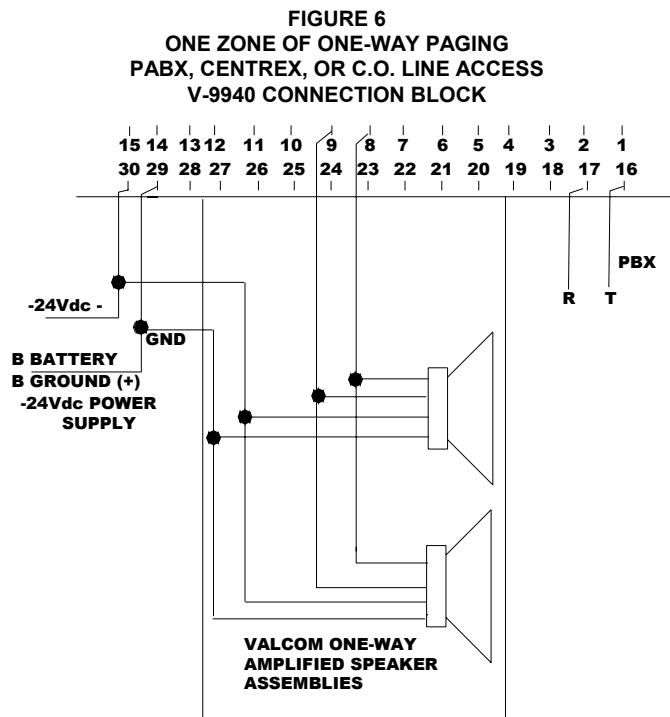 FIGURE 6
ONE ZONE OF ONE-WAY PAGING
PABX, CENTREX, OR C.O. LINE ACCESS
V-9940 CONNECTION BLOCK
15 14 13 12 11 10 9 8 7 6 5 4 3 2 1
30 29 28 27 26 25 24 23 22 21 20 19 18 17 16
PBX
R T
-24Vdc -
GND
B BATTERY
B GROUND (+)
-24Vdc POWER
SUPPLY
VALCOM ONE-WAY
AMPLIFIED SPEAKER
ASSEMBLIES